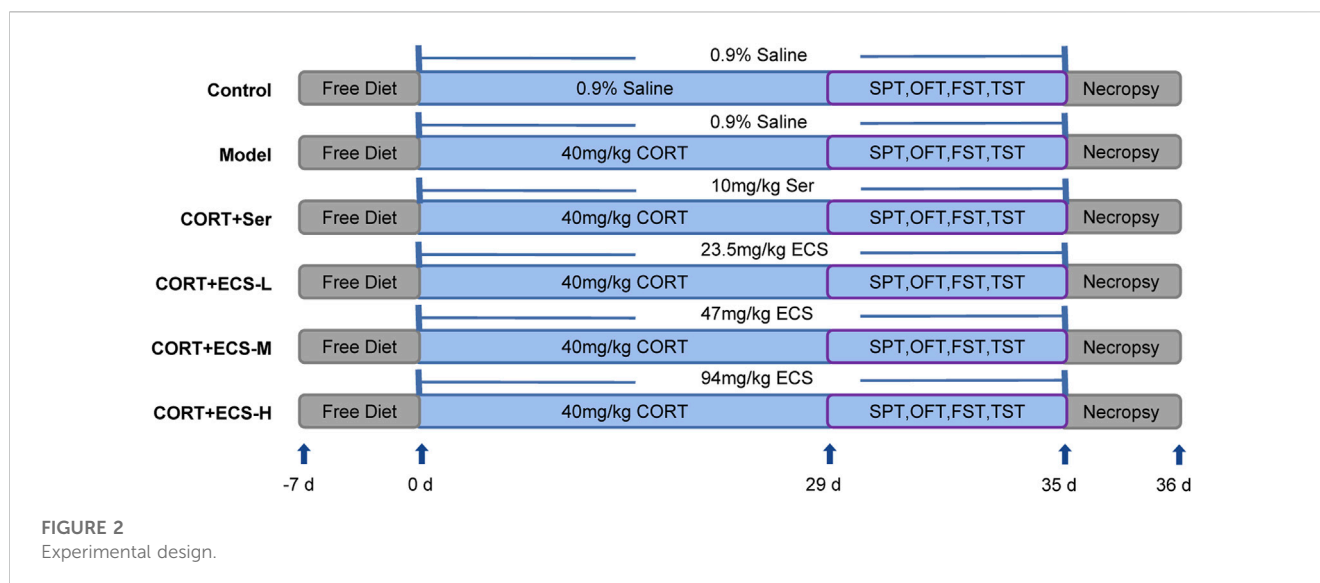 0.9% Saline
Control Free Diet 0.9% Saline SPT,OFT,FST,TST Necropsy
0.9% Saline
Model Free Diet 40mg/kg CORT SPT,OFT,FST,TST Necropsy
10mg/kg Ser
CORT+Ser Free Diet 40mg/kg CORT SPT,OFT,FST,TST Necropsy
23.5mg/kg ECS
CORT+ECS-L Free Diet 40mg/kg CORT SPT,OFT,FST,TST Necropsy
47mg/kg ECS
CORT+ECS-M Free Diet 40mg/kg CORT SPT,OFT,FST,TST Necropsy
94mg/kg ECS
CORT+ECS-H Free Diet 40mg/kg CORT SPT,OFT,FST,TST Necropsy
-7 d 0 d 29 d 35 d 36 d
FIGURE 2
Experimental design.